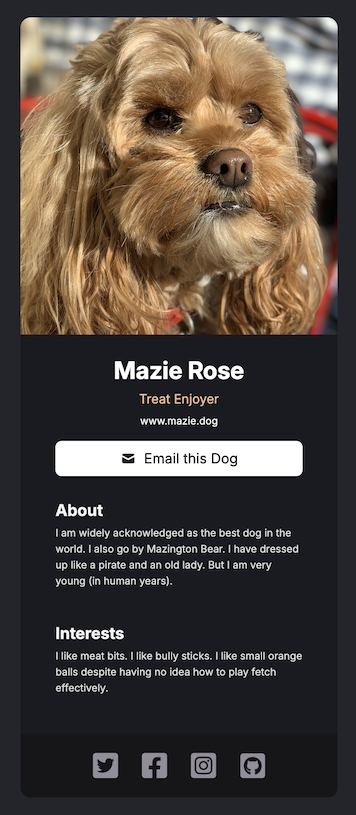 Mazie Rose
Treat Enjoyer
www.mazie.dog
Email this Dog
About
I am widely acknowledged as the best dog in the
world. I also go by Mazington Bear. I have dressed
up like a pirate and an old lady. But I am very
young (in human years).
Interests
I like meat bits. I like bully sticks. I like small orange
balls despite having no idea how to play fetch
effectively.